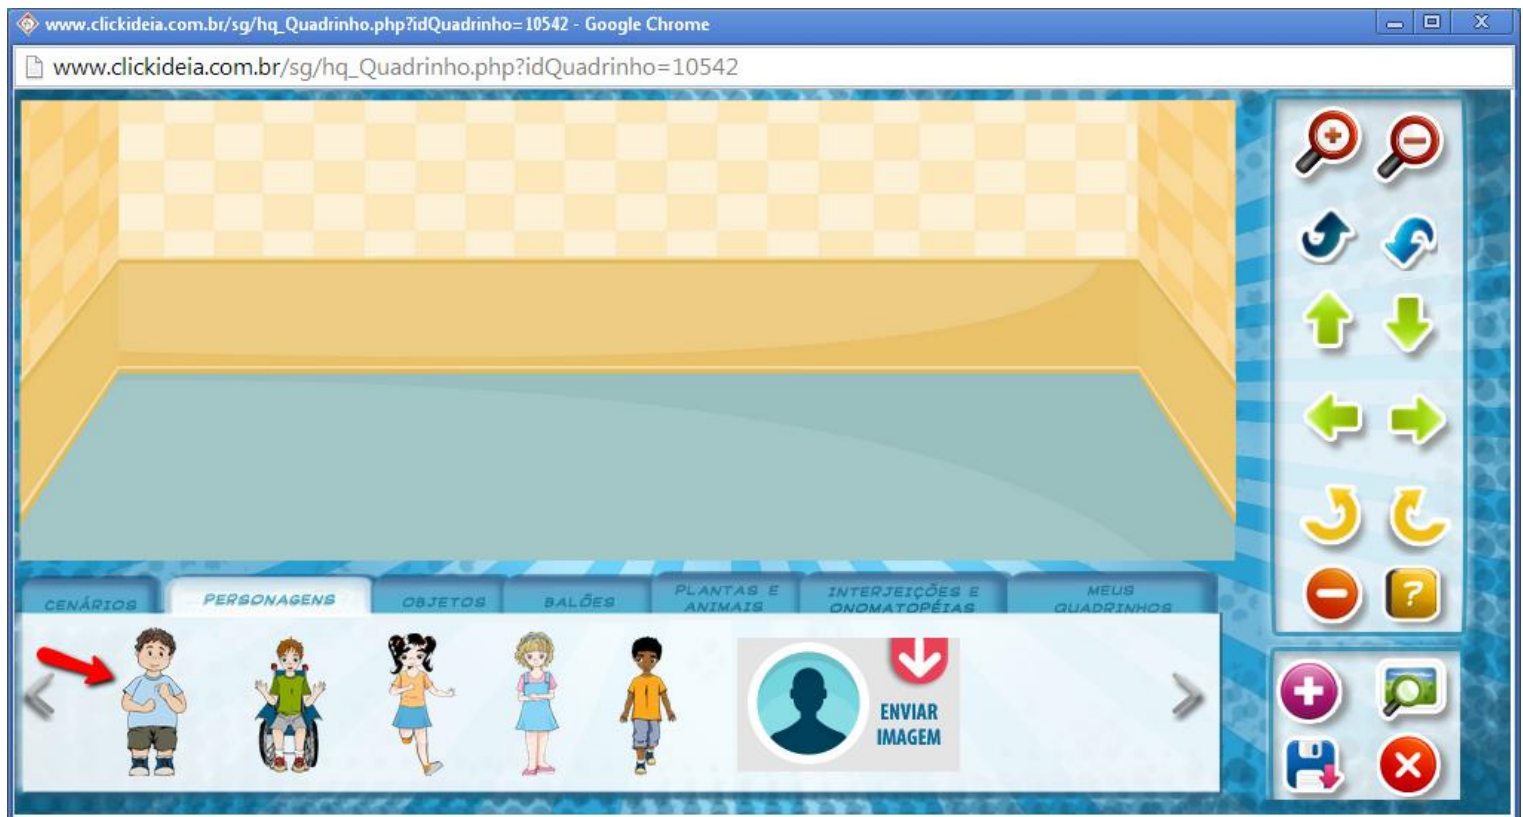 www.clickideia.com.br/sg/hq_Quadrinho.php?idQuadrinho=10542 - Google Chrome
www.clickideia.com.br/sg/hq_Quadrinho.php?idQuadrinho=10542
CENÁRIOS
PERSONAGENS
OBJETOS
BALÕES
PLANTAS E
ANIMAIS
INTERJEIÇÕES E
ONOMATOPÉIAS
MEUS
QUADRINHOS
ENVIAR
IMAGEM
?